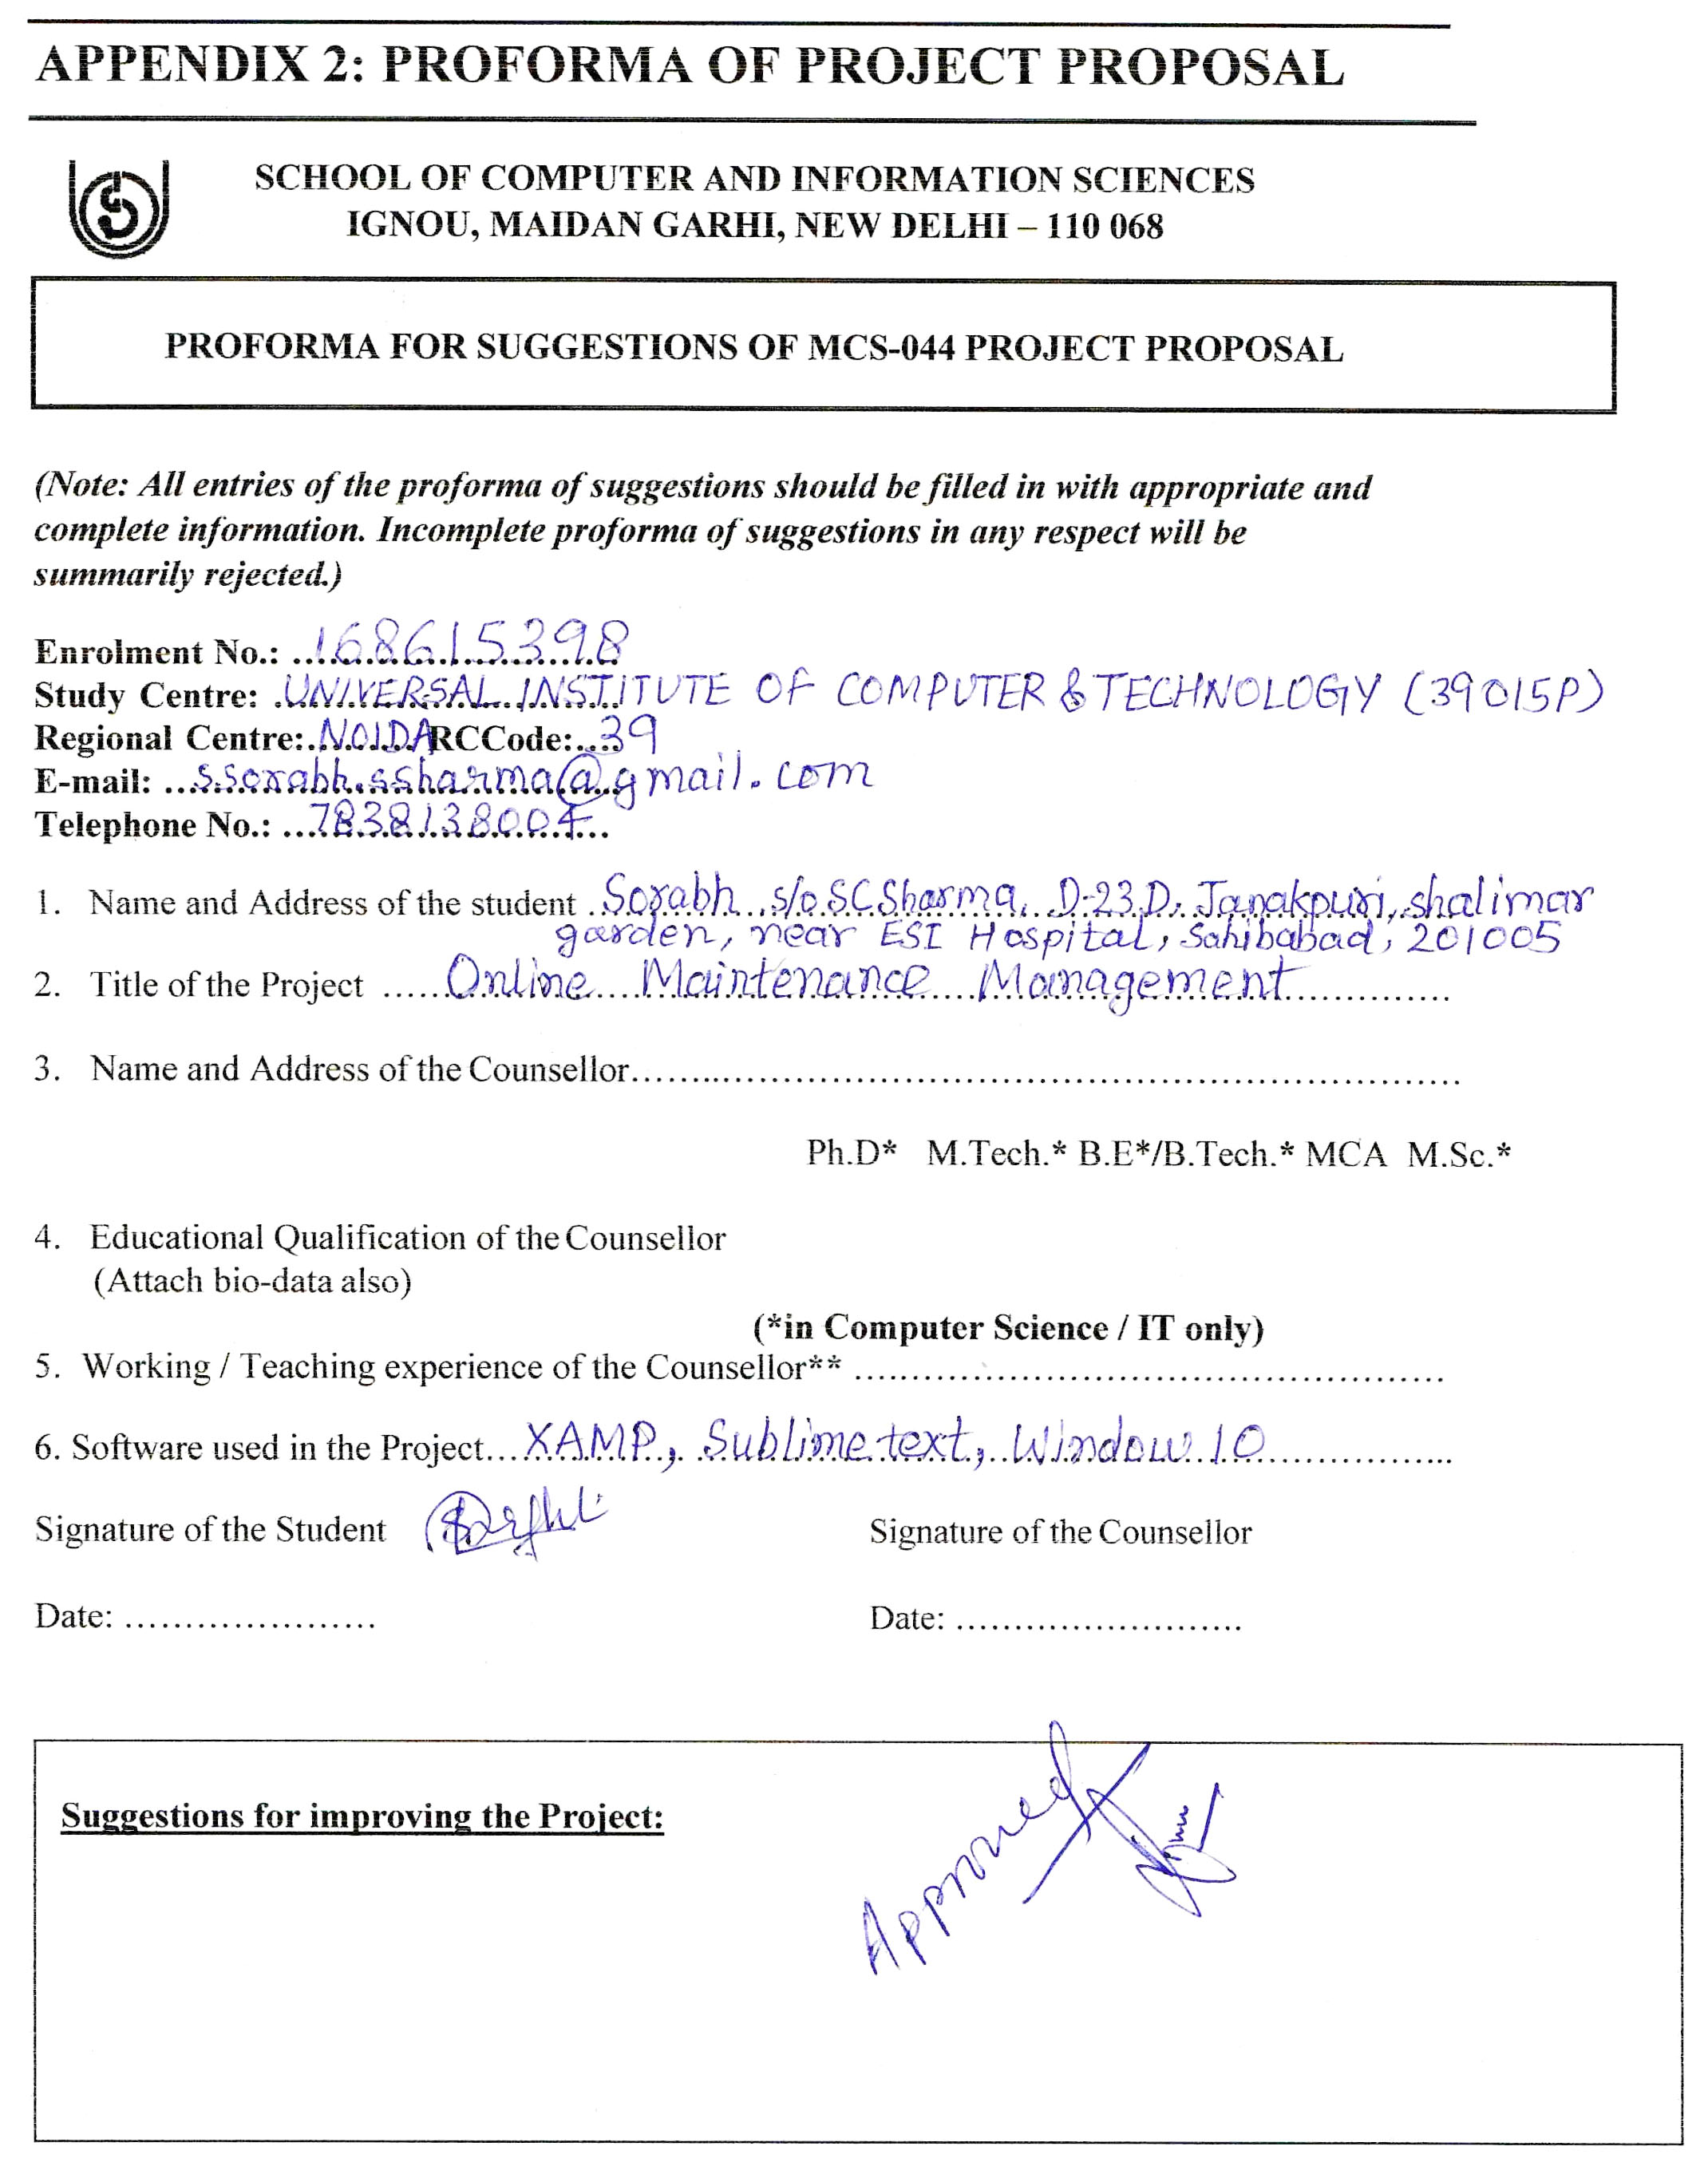 APPENDIX 2: PROFORMA OF PROJECT PROPOSAL
SCHOOL OF COMPUTER AND INFORMATION SCIENCES
IGNOU, MAIDAN GARHI, NEW DELHI – 110 068
PROFORMA FOR SUGGESTIONS OF MCS-044 PROJECT PROPOSAL
(Note: All entries of the proforma of suggestions should be filled in with appropriate and
complete information. Incomplete proforma of suggestions in any respect will be
summarily rejected.)
Enrolment No.: 168615398
Study Centre: UNIVERSAL INSTITUTE OF COMPUTER & TECHNOLOGY (39015P)
Regional Centre: NOIDA RCCode: 39
E-mail: s.sorabh.ssharma@gmail.com
Telephone No.: 7838138004
1. Name and Address of the student Sorabh s/o SC Sharma, D-23 D, Janakpuri, shalimar
garden, near ESI Hospital, Sahibabad, 201005
2. Title of the Project Online Maintenance Management
3. Name and Address of the Counsellor
Ph.D* M.Tech.* B.E*/B.Tech.* MCA M.Sc.*
4. Educational Qualification of the Counsellor
(Attach bio-data also)
(*in Computer Science / IT only)
5. Working / Teaching experience of the Counsellor**
6. Software used in the Project XAMP, Sublime text, Window 10
Signature of the Student
Signature of the Counsellor
Date:
Date:
Suggestions for improving the Project:
Approved